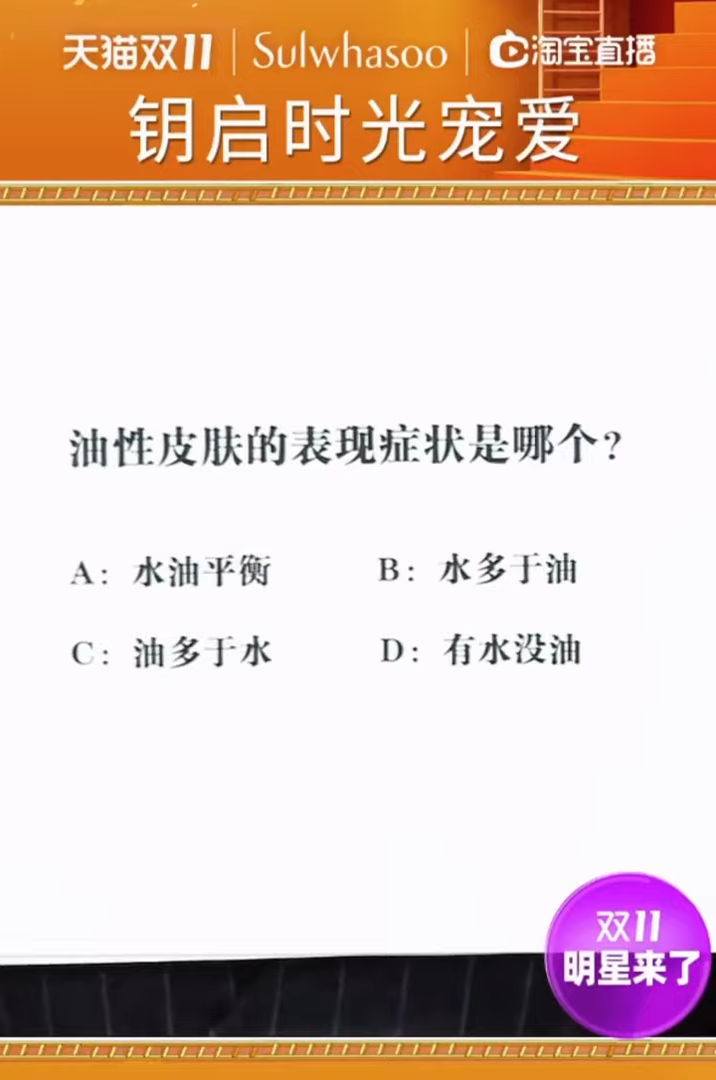 天猫双11 | Sulwhasoo | 淘宝直播
钥启时光宠爱
油性皮肤的表现症状是哪个?
A: 水油平衡 B: 水多于油
C: 油多于水 D: 有水没油
双11
明星来了